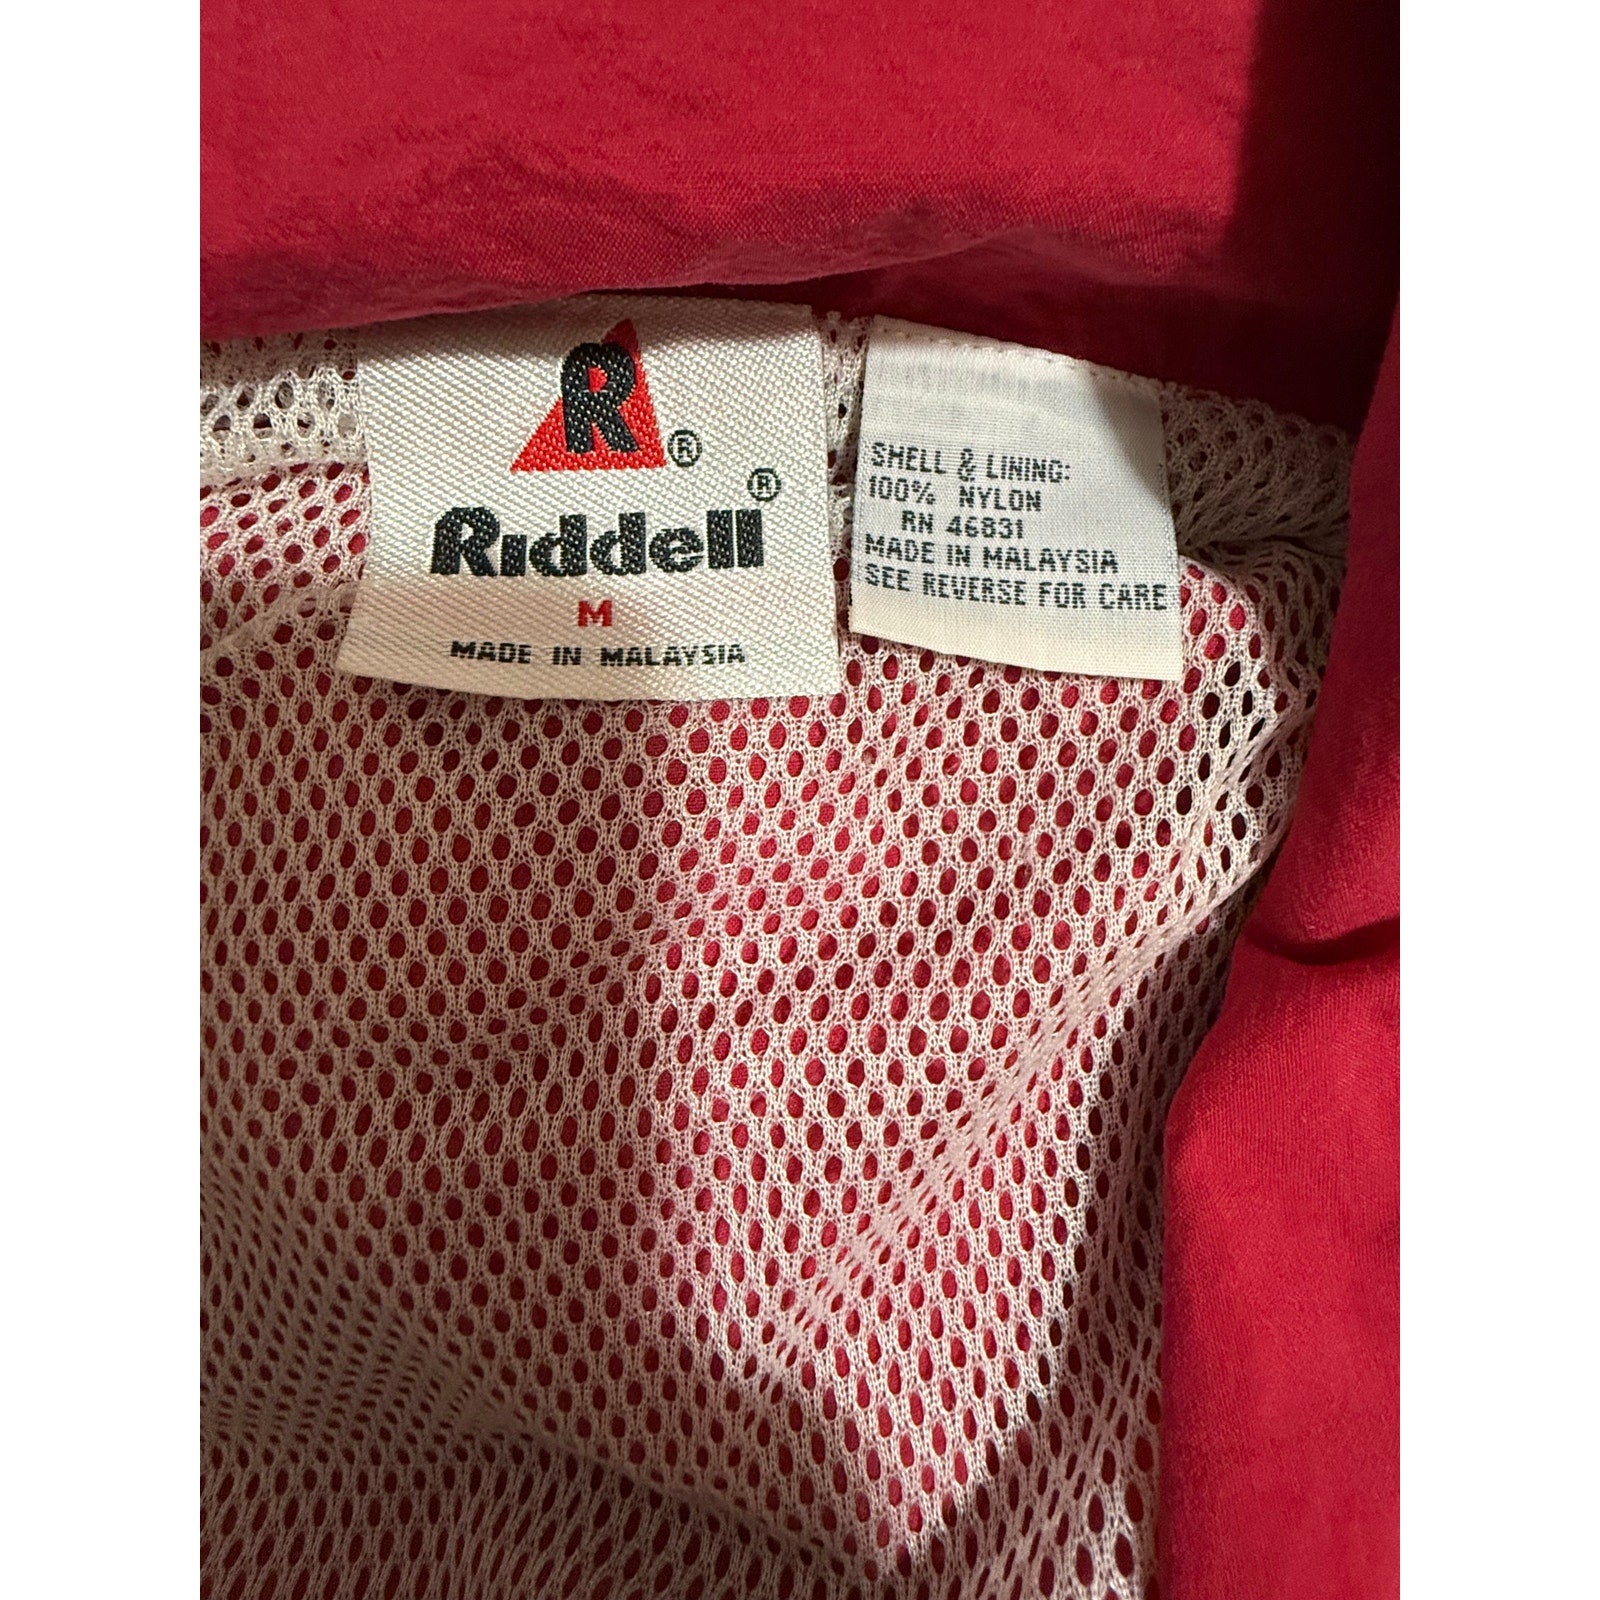 R®
Riddell®
M
MADE IN MALAYSIA
SHELL & LINING:
100% NYLON
RN 46831
MADE IN MALAYSIA
SEE REVERSE FOR CARE